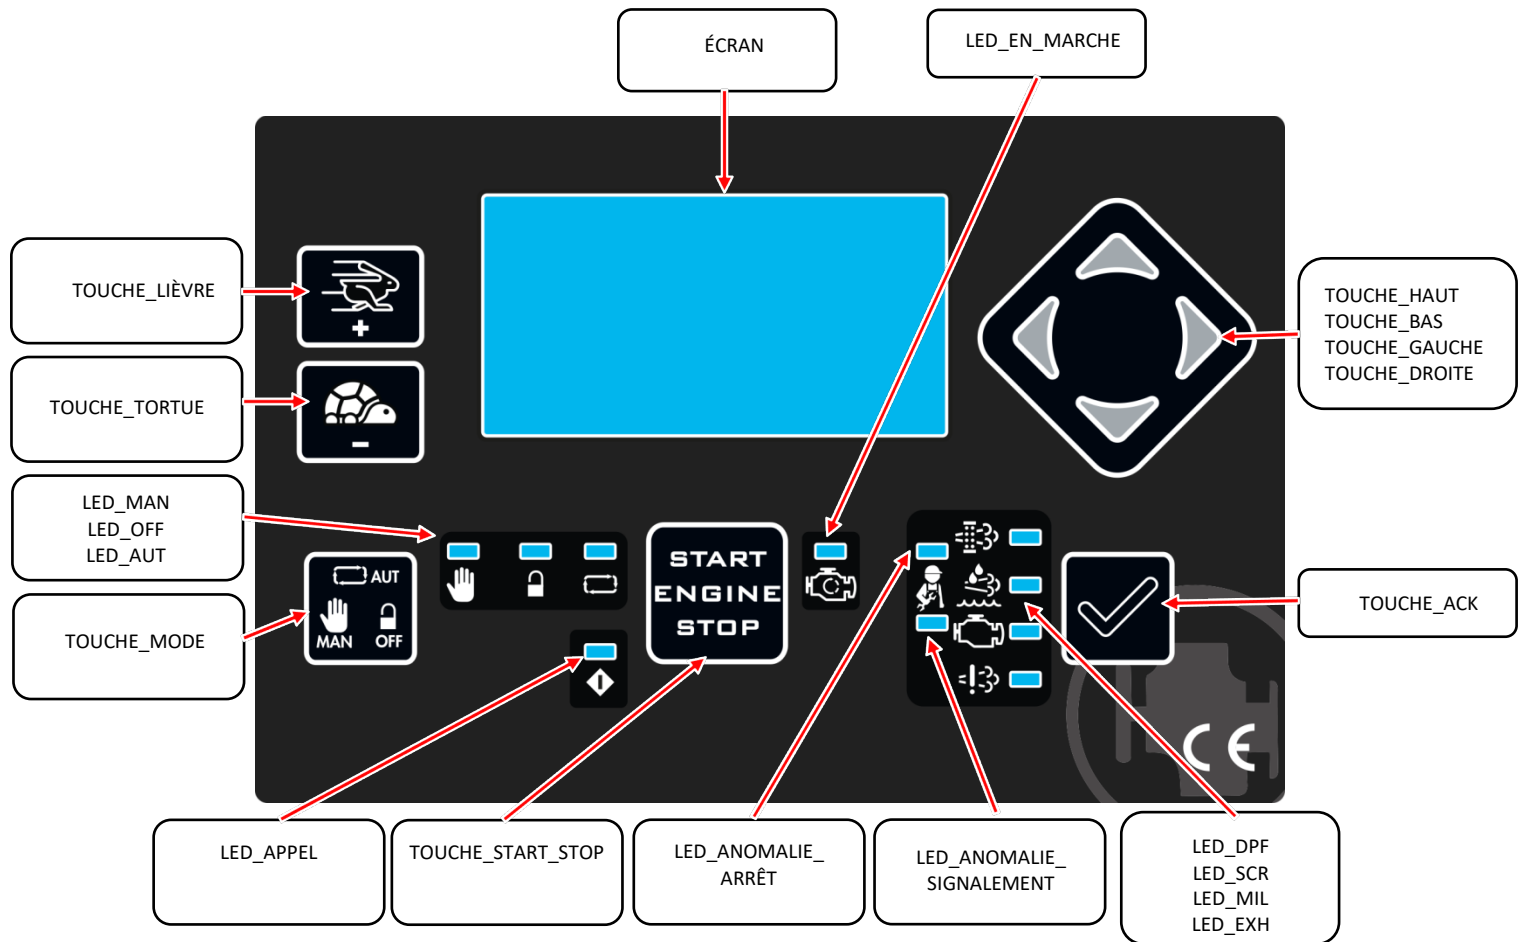 ÉCRAN
LED_EN_MARCHE
TOUCHE_LIÈVRE
TOUCHE_TORTUE
LED_MAN
LED_OFF
LED_AUT
TOUCHE_MODE
TOUCHE_HAUT
TOUCHE_BAS
TOUCHE_GAUCHE
TOUCHE_DROITE
TOUCHE_ACK
+
-
AUT
MAN OFF
START
ENGINE
STOP
CE
LED_APPEL
TOUCHE_START_STOP
LED_ANOMALIE_
ARRÊT
LED_ANOMALIE_
SIGNALEMENT
LED_DPF
LED_SCR
LED_MIL
LED_EXH